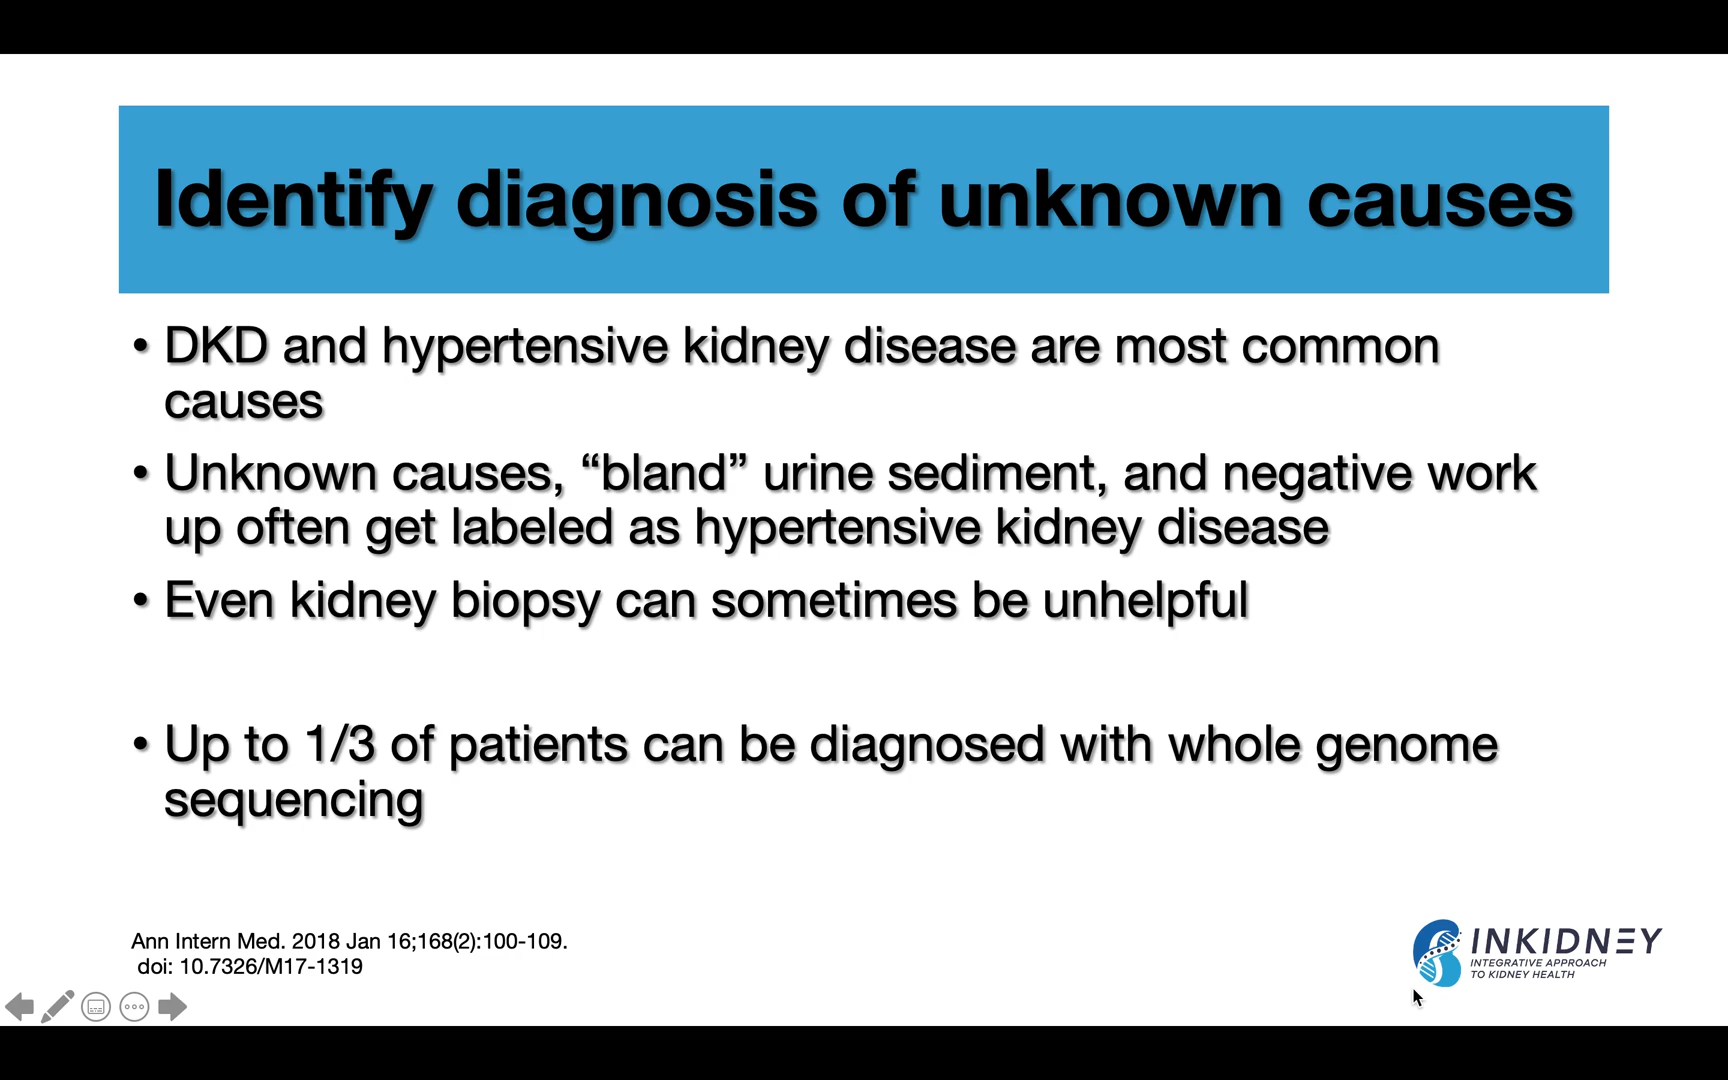 Identify diagnosis of unknown causes
• DKD and hypertensive kidney disease are most common
causes
• Unknown causes, “bland” urine sediment, and negative work
up often get labeled as hypertensive kidney disease
• Even kidney biopsy can sometimes be unhelpful
• Up to 1/3 of patients can be diagnosed with whole genome
sequencing
Ann Intern Med. 2018 Jan 16;168(2):100-109.
doi: 10.7326/M17-1319
INKIDNEY
INTEGRATIVE APPROACH
TO KIDNEY HEALTH